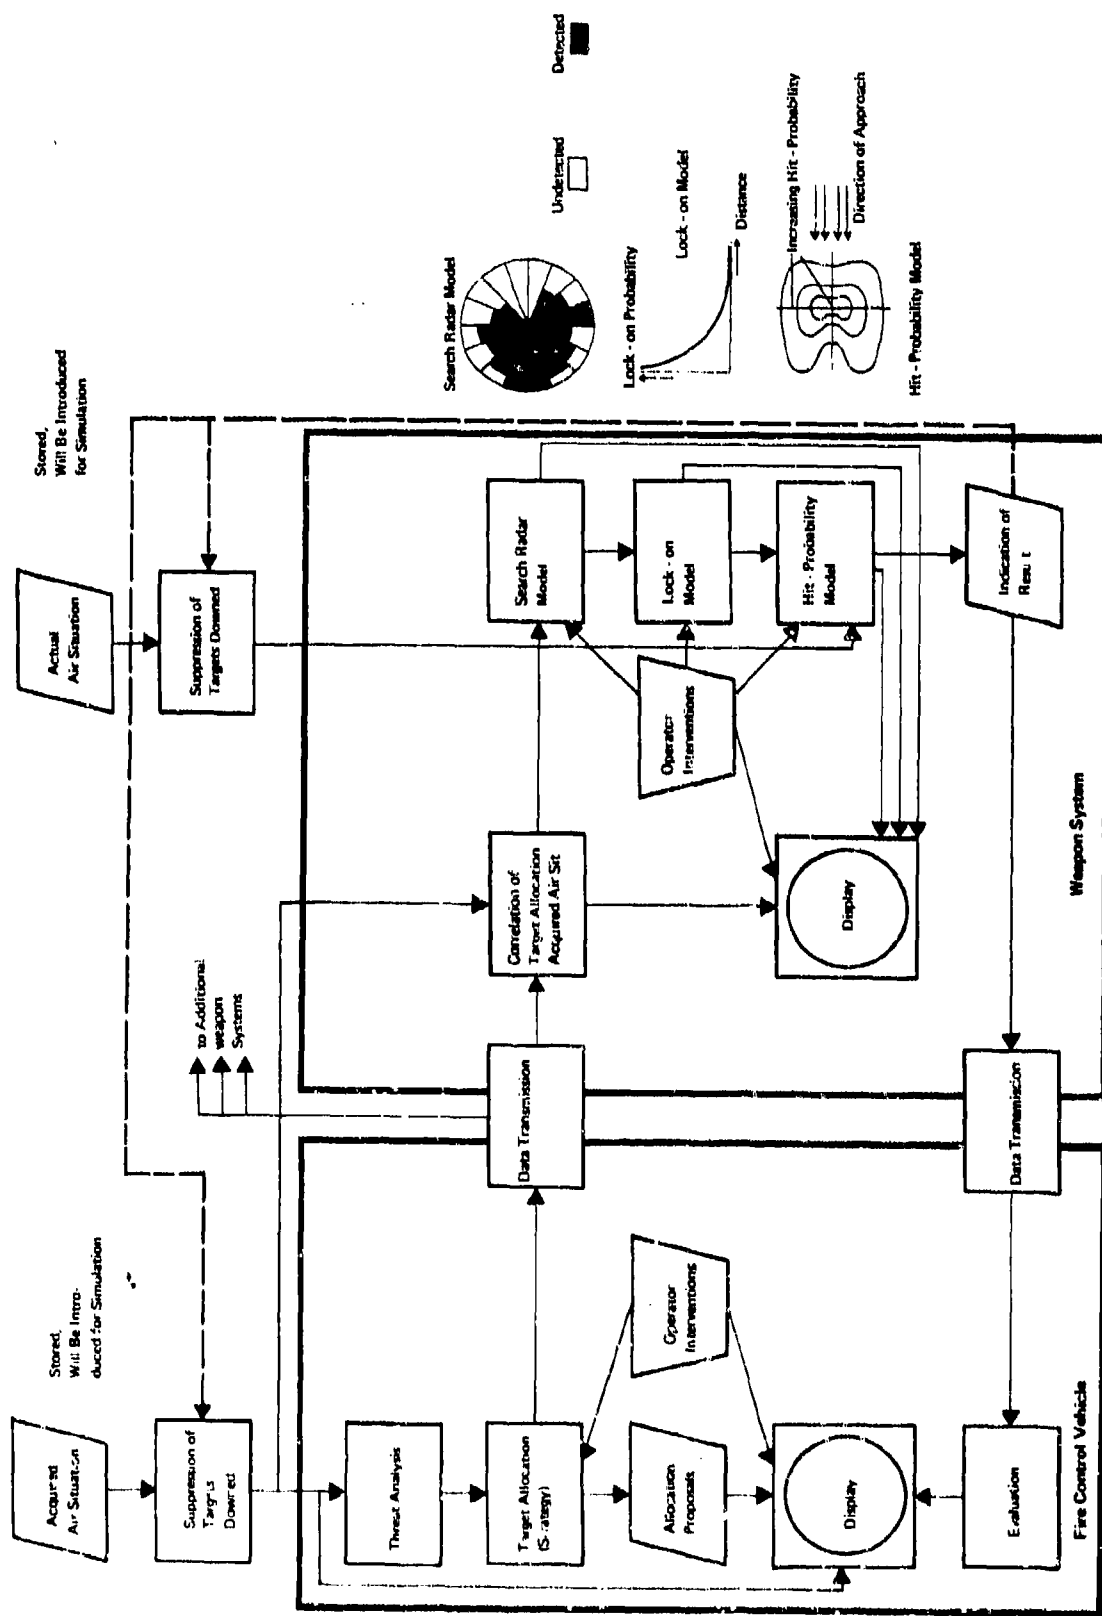 Acquired
Air Situation
Stored,
Will Be Intro-
duced for Simulation
Suppression of
Targets
Downed
Threat Analysis
Target Allocation
(Strategy)
Allocation
Proposals
Operator
Interventions
Display
Evaluation
Fire Control Vehicle
Data Transmission
Data Transmission
to Additional
weapon
Systems
Actual
Air Situation
Stored,
Will Be Introduced
for Simulation
Suppression of
Targets Downed
Correlation of
Target Allocation
Acquired Air Sit
Search Radar
Model
Lock - on
Model
Hit - Probability
Model
Operator
Interventions
Display
Indication of
Result
Weapon System
Search Radar Model
Undetected
Detected
Lock - on Probability
Lock - on Model
Distance
Increasing Hit - Probability
Direction of Approach
Hit - Probability Model